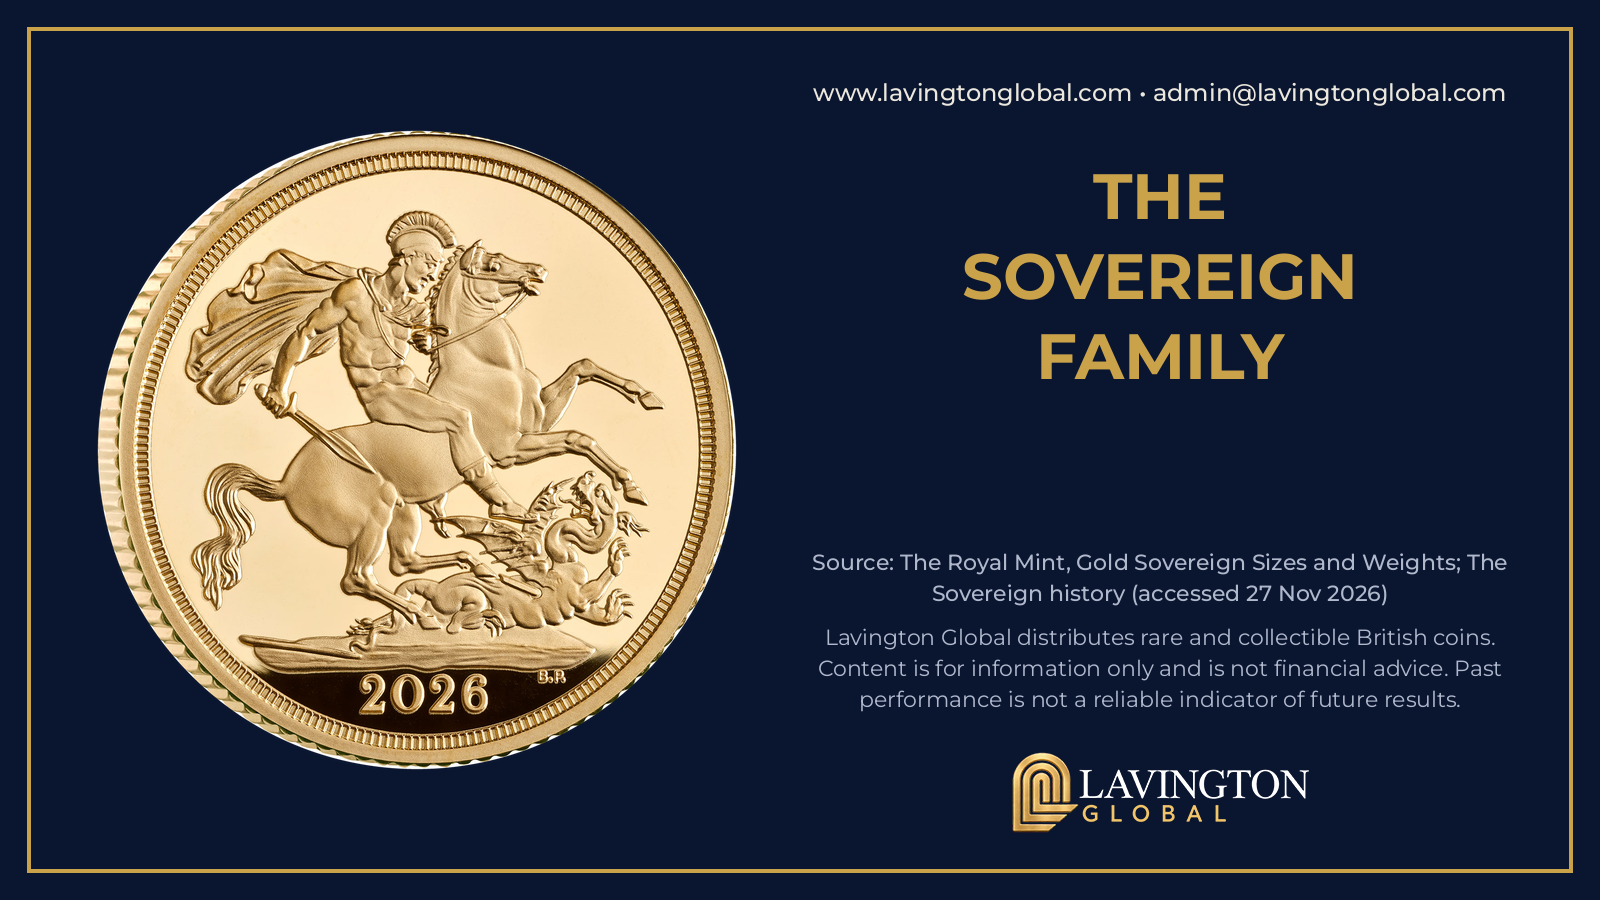 www.lavingtonglobal.com • admin@lavingtonglobal.com
THE
SOVEREIGN
FAMILY
Source: The Royal Mint, Gold Sovereign Sizes and Weights; The
Sovereign history (accessed 27 Nov 2026)
Lavington Global distributes rare and collectible British coins.
Content is for information only and is not financial advice. Past
performance is not a reliable indicator of future results.
LAVINGTON
GLOBAL
2026
B.P.